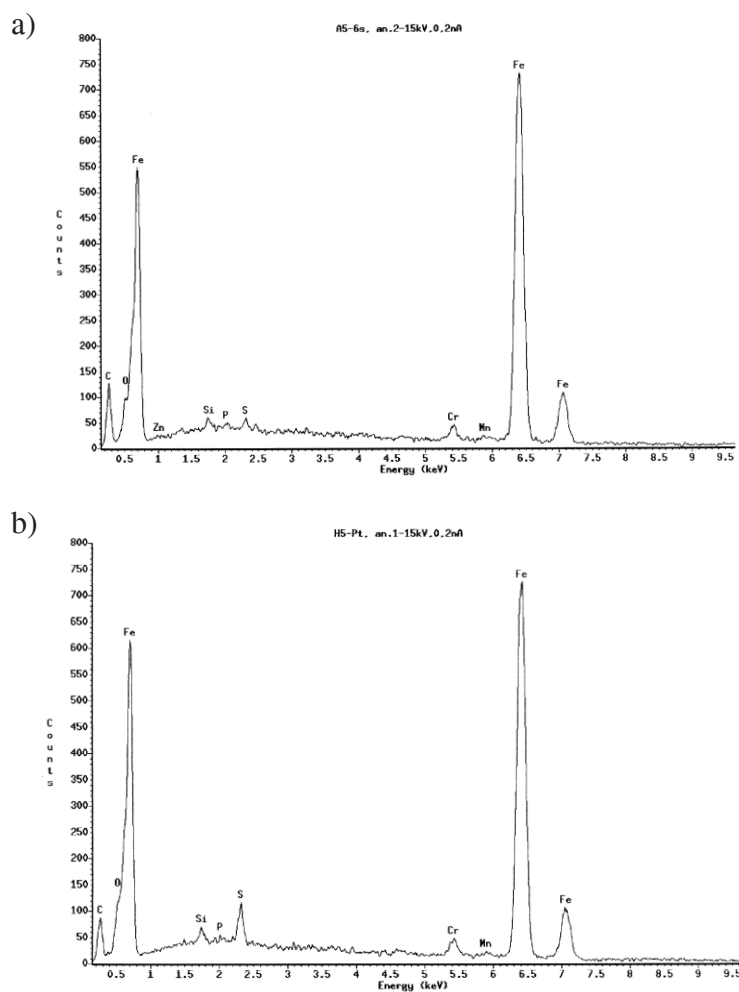 a)
A5-6s, an.2-15kV,0,2nA
800
750
700
650
600
550
500
450
400
350
300
250
200
150
100
50
0
Counts
C
O
Fe
Zn
Si
P
S
Cr
Mn
Fe
Fe
0.5 1 1.5 2 2.5 3 3.5 4 4.5 5 5.5 6 6.5 7 7.5 8 8.5 9 9.5
Energy (keV)
b)
H5-Pt, an.1-15kV,0,2nA
800
750
700
650
600
550
500
450
400
350
300
250
200
150
100
50
0
Counts
C
O
Fe
Si
P
S
Cr
Mn
Fe
Fe
0.5 1 1.5 2 2.5 3 3.5 4 4.5 5 5.5 6 6.5 7 7.5 8 8.5 9 9.5
Energy (keV)